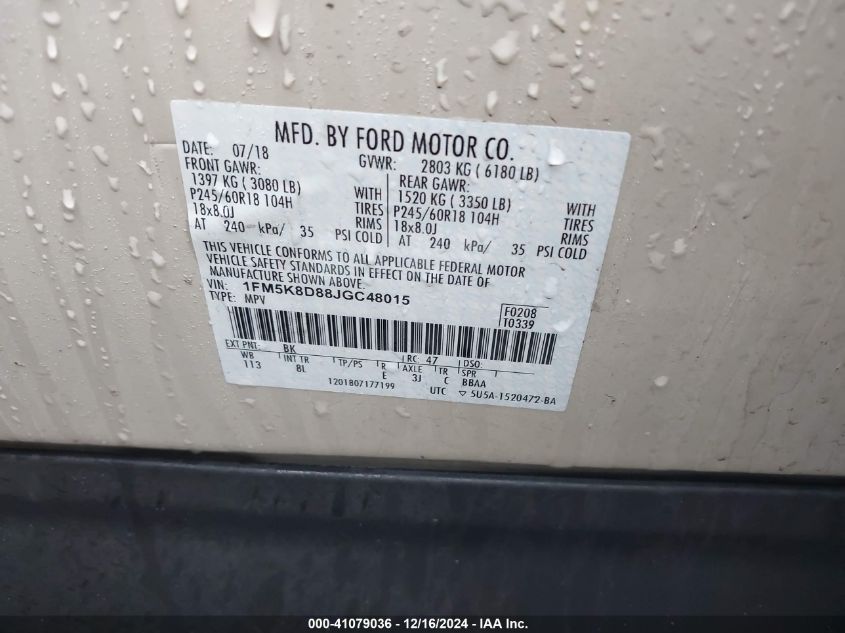 MFD. BY FORD MOTOR CO.
DATE: 07/18 GVWR: 2803 KG ( 6180 LB)
FRONT GAWR: REAR GAWR:
1397 KG ( 3080 LB) WITH 1520 KG ( 3350 LB) WITH
P245/60R18 104H TIRES P245/60R18 104H TIRES
18x8.0J RIMS 18x8.0J RIMS
AT 240 kPa/ 35 PSI COLD AT 240 kPa/ 35 PSI COLD
THIS VEHICLE CONFORMS TO ALL APPLICABLE FEDERAL MOTOR
VEHICLE SAFETY STANDARDS IN EFFECT ON THE DATE OF
MANUFACTURE SHOWN ABOVE.
VIN: 1FM5K8D88JGC48015 F0208
TYPE: MPV T0339
EXT PNT: BK RC: 47 DSO:
WB INT TR TP/PS R AXLE TR SPR
113 8L E 3J C BBAA
1201807177199 UTC ▽ 5U5A-1520472-BA
000-41079036 - 12/16/2024 - IAA Inc.